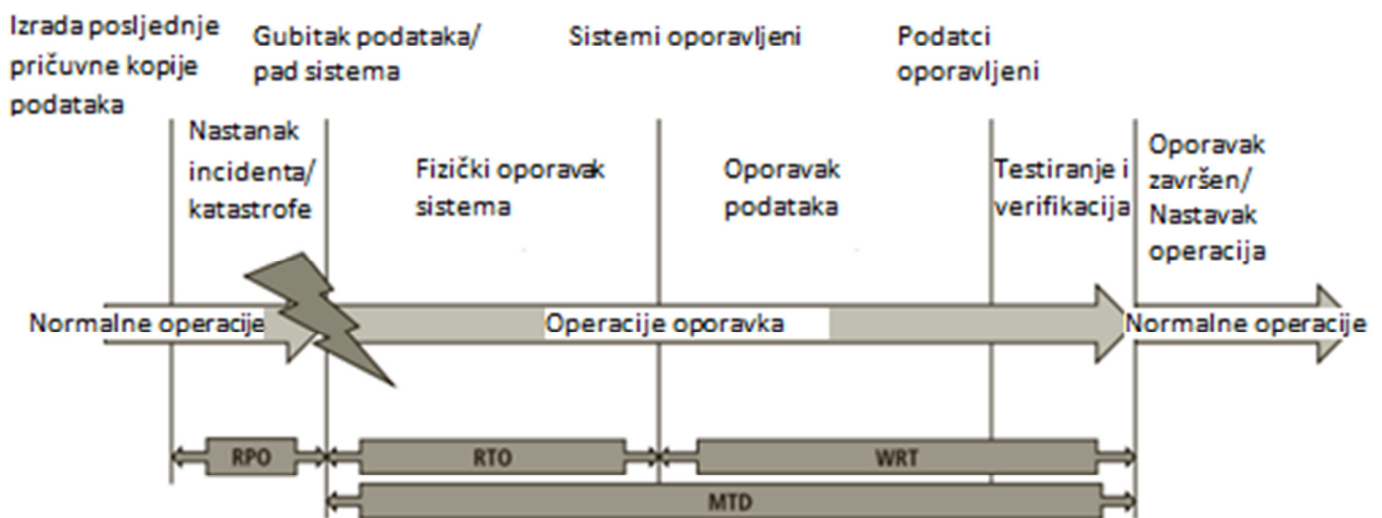 Izrada posljednje
pričuvne kopije
podataka
Gubitak podataka/
pad sistema
Sistemi oporavljeni
Podatci
oporavljeni
Nastanak
incidenta/
katastrofe
Fizički oporavak
sistema
Oporavak
podataka
Testiranje i
verifikacija
Oporavak
završen/
Nastavak
operacija
Normalne operacije
Operacije oporavka
Normalne operacije
RPO
RTO
WRT
MTD